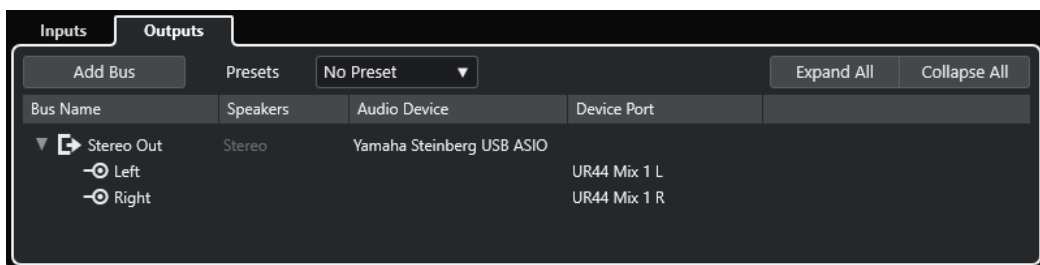 Inputs Outputs
Add Bus Presets No Preset Expand All Collapse All
Bus Name Speakers Audio Device Device Port
Stereo Out Stereo Yamaha Steinberg USB ASIO
Left UR44 Mix 1 L
Right UR44 Mix 1 R